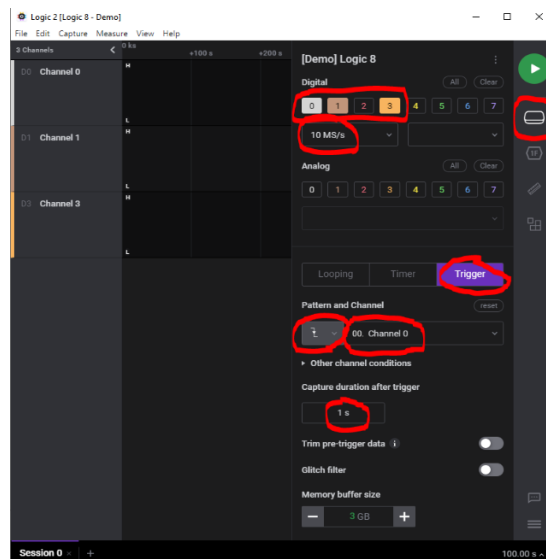 Logic 2 [Logic 8 - Demo]
File Edit Capture Measure View Help
3 Channels
0 ks
+100 s
+200 s
D0 Channel 0
H
L
D1 Channel 1
H
L
D3 Channel 3
H
L
[Demo] Logic 8
Digital All Clear
0 1 2 3 4 5 6 7
10 MS/s
Analog All Clear
0 1 2 3 4 5 6 7
Looping Timer Trigger
Pattern and Channel reset
00. Channel 0
Other channel conditions
Capture duration after trigger
1 s
Trim pre-trigger data i
Glitch filter
Memory buffer size
3 GB
1F
Session 0 × +
100.00 s